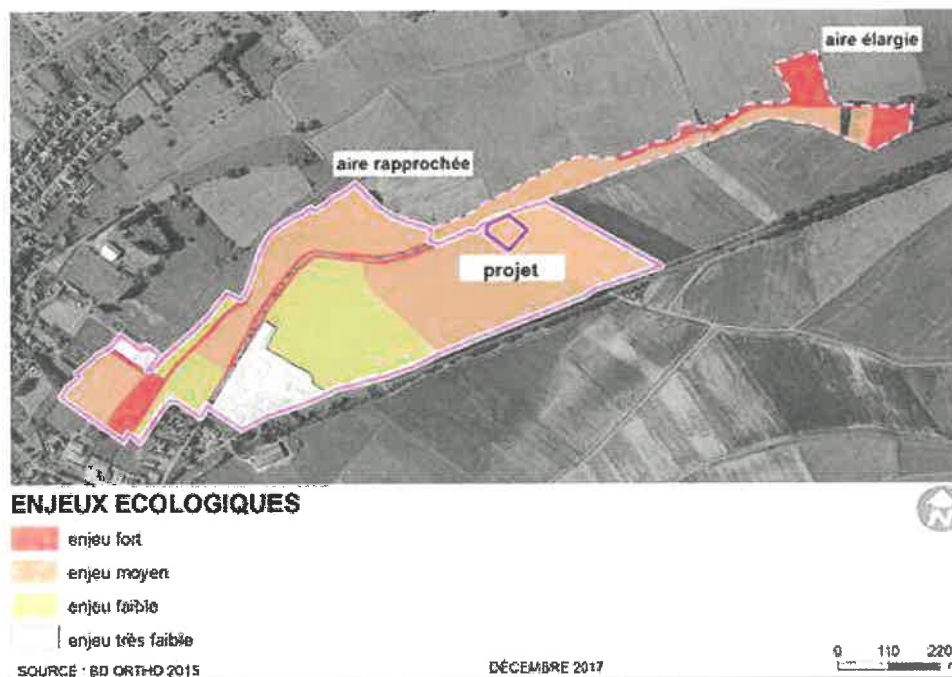 aire élargie
aire rapprochée
projet
ENJEUX ECOLOGIQUES
N
enjeu fort
enjeu moyen
enjeu faible
enjeu très faible
SOURCE : BD ORTHO 2015
DÉCEMBRE 2017
0 110 220
m